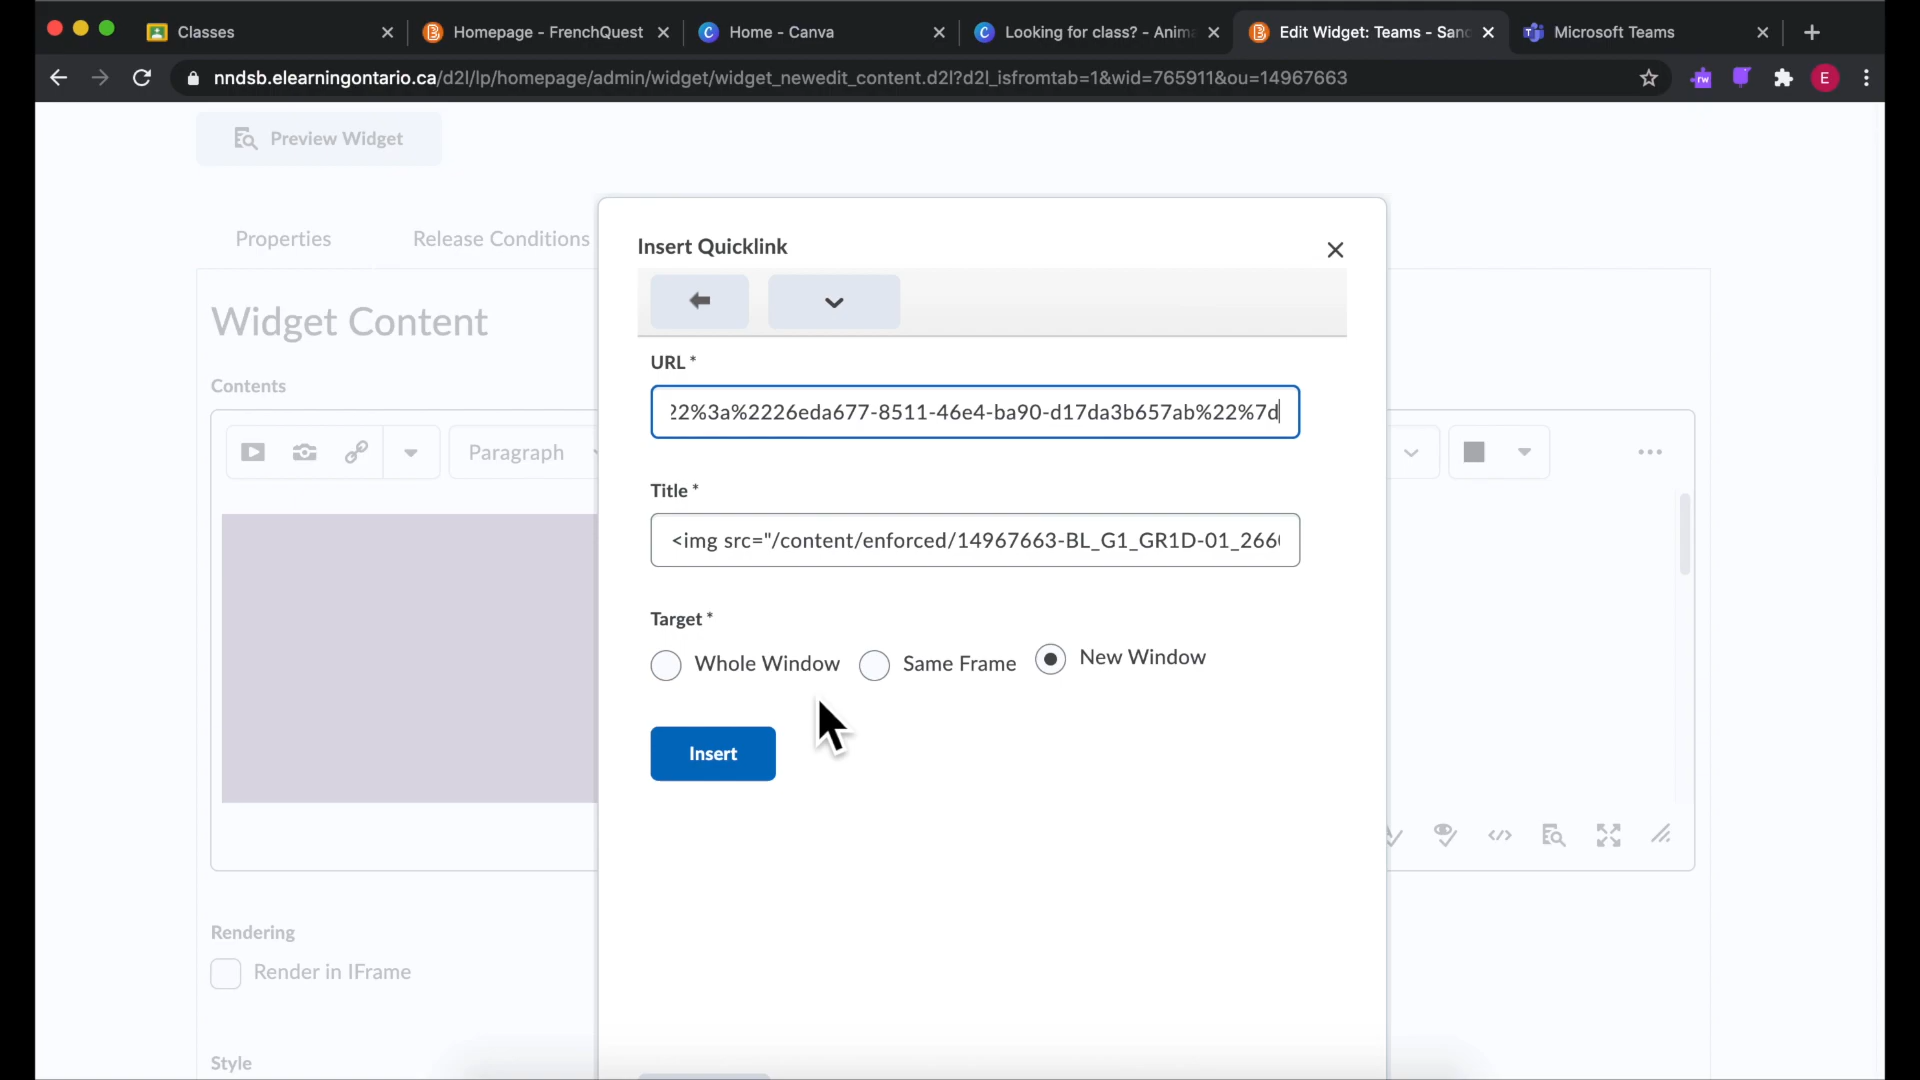 Classes
Homepage - FrenchQuest
Home - Canva
Looking for class? - Anima
Edit Widget: Teams - Sand
Microsoft Teams
nndsb.elearningontario.ca/d2l/lp/homepage/admin/widget/widget_newedit_content.d2l?d2l_isfromtab=1&wid=765911&ou=14967663
rw
E
Preview Widget
Properties
Release Conditions
Insert Quicklink
Widget Content
URL *
Contents
22%3a%2226eda677-8511-46e4-ba90-d17da3b657ab%22%7d
Paragraph
Title *
<img src="/content/enforced/14967663-BL_G1_GR1D-01_266
Target *
Whole Window
Same Frame
New Window
Insert
Rendering
Render in IFrame
Style